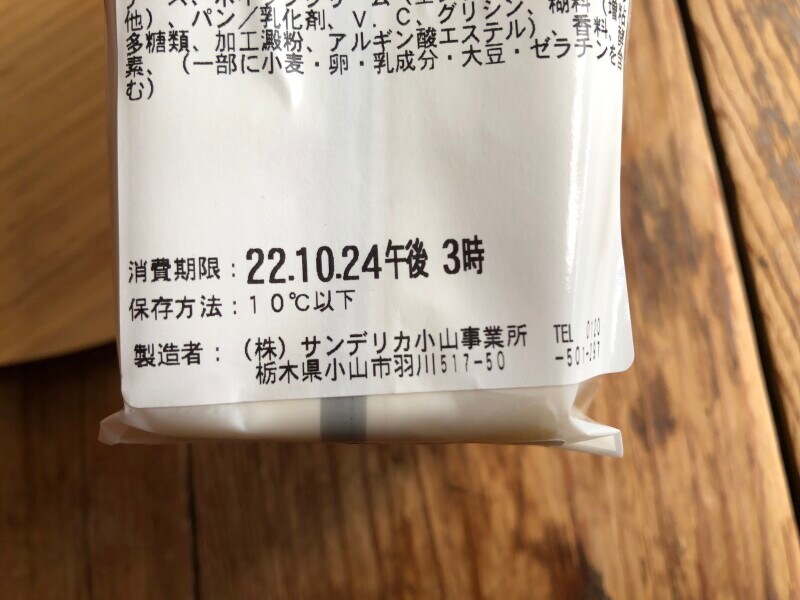 他）、パン／乳化剤、V．C、グリシン、糊料（増粘
多糖類、加工澱粉、アルギン酸エステル）、香料、酸
素、（一部に小麦・卵・乳成分・大豆・ゼラチンを含
む）
消費期限：22.10.24午後 3時
保存方法：１０℃以下
製造者：（株）サンデリカ小山事業所 TEL 0120
栃木県小山市羽川517-50 -501-297